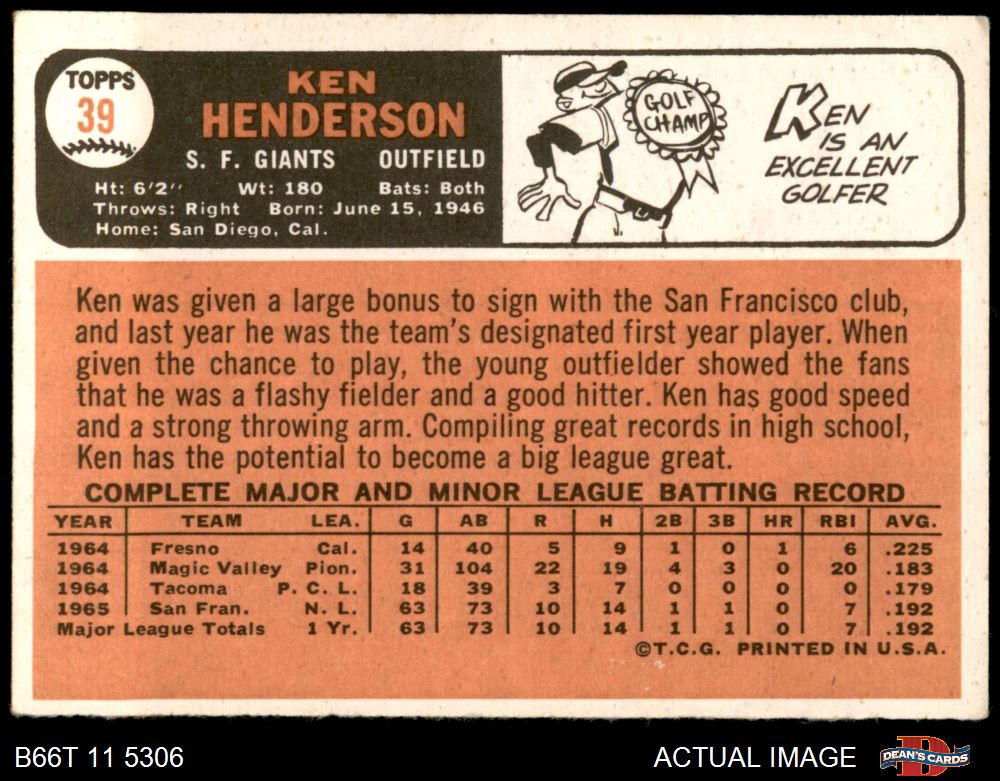 TOPPS
39
KEN
HENDERSON
S. F. GIANTS OUTFIELD
Ht: 6'2" Wt: 180 Bats: Both
Throws: Right Born: June 15, 1946
Home: San Diego, Cal.
GOLF
CHAMP
KEN
IS AN
EXCELLENT
GOLFER
Ken was given a large bonus to sign with the San Francisco club,
and last year he was the team's designated first year player. When
given the chance to play, the young outfielder showed the fans
that he was a flashy fielder and a good hitter. Ken has good speed
and a strong throwing arm. Compiling great records in high school,
Ken has the potential to become a big league great.
COMPLETE MAJOR AND MINOR LEAGUE BATTING RECORD
YEAR TEAM LEA. G AB R H 2B 3B HR RBI AVG.
1964 Fresno Cal. 14 40 5 9 1 0 1 6 .225
1964 Magic Valley Pion. 31 104 22 19 4 3 0 20 .183
1964 Tacoma P. C. L. 18 39 3 7 0 0 0 0 .179
1965 San Fran. N. L. 63 73 10 14 1 1 0 7 .192
Major League Totals 1 Yr. 63 73 10 14 1 1 0 7 .192
©T.C.G. PRINTED IN U.S.A.
B66T 11 5306
ACTUAL IMAGE
DEAN'S CARDS